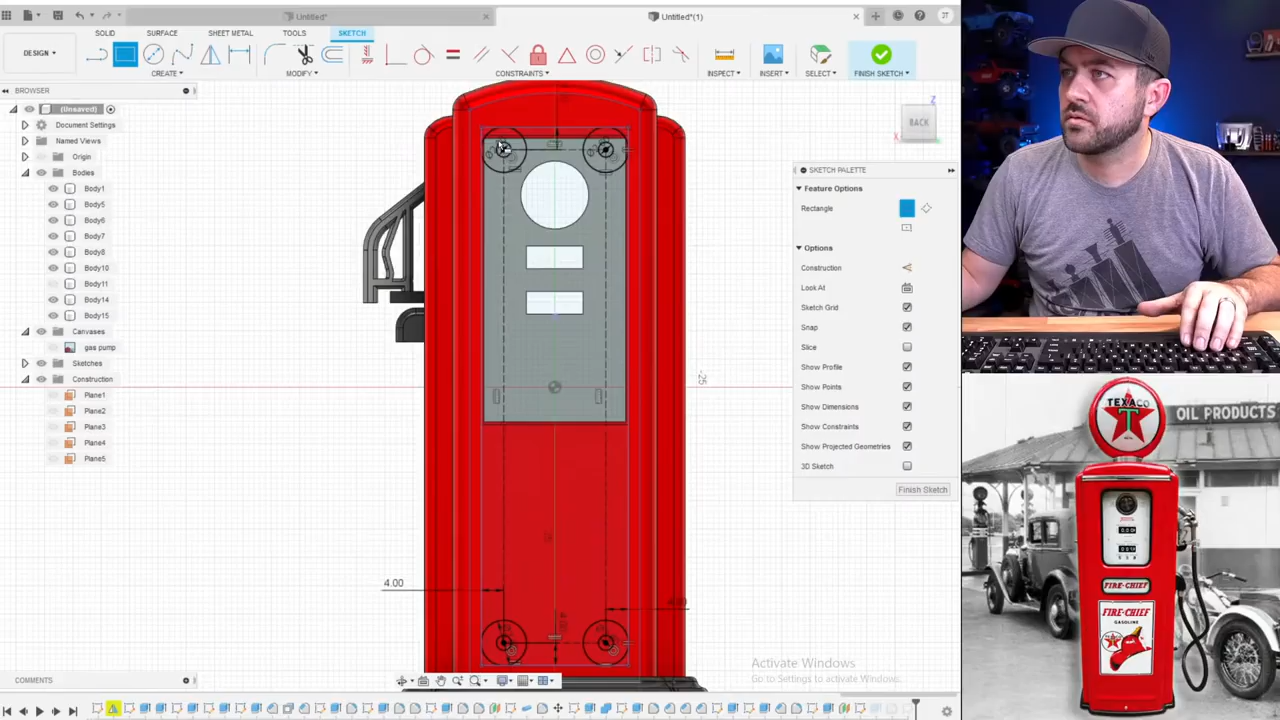 Untitled*
Untitled*(1)
JT
SOLID
SURFACE
SHEET METAL
TOOLS
SKETCH
DESIGN
CREATE
MODIFY
CONSTRAINTS
INSPECT
INSERT
SELECT
FINISH SKETCH
BROWSER
(Unsaved)
Document Settings
Named Views
Origin
Bodies
Body1
Body5
Body6
Body7
Body8
Body10
Body11
Body14
Body15
Canvases
gas pump
Sketches
Construction
Plane1
Plane2
Plane3
Plane4
Plane5
Z
BACK
X
-25
4.00
SKETCH PALETTE
Feature Options
Rectangle
Options
Construction
Look At
Sketch Grid
Snap
Slice
Show Profile
Show Points
Show Dimensions
Show Constraints
Show Projected Geometries
3D Sketch
Finish Sketch
Activate Windows
Go to Settings to activate Windows.
COMMENTS
TEXACO
T
OIL PRODUCTS
FIRE-CHIEF
FIRE-CHIEF
GASOLINE